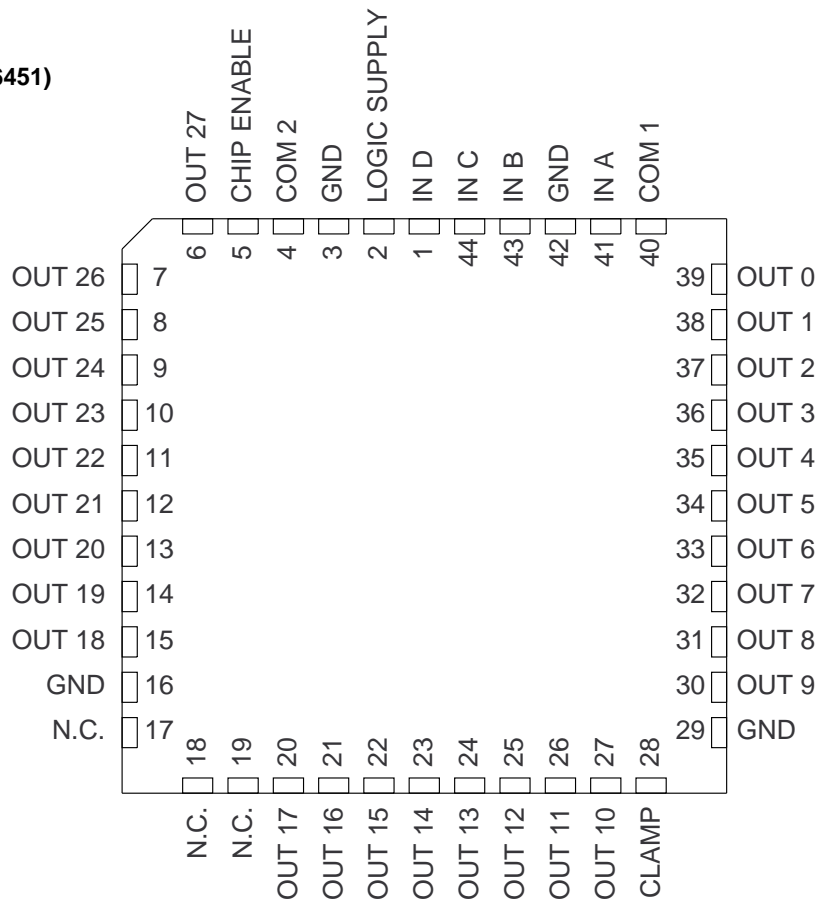 6451)
OUT 27
CHIP ENABLE
COM 2
GND
LOGIC SUPPLY
IN D
IN C
IN B
GND
IN A
COM 1
6
5
4
3
2
1
44
43
42
41
40
OUT 26 7
OUT 25 8
OUT 24 9
OUT 23 10
OUT 22 11
OUT 21 12
OUT 20 13
OUT 19 14
OUT 18 15
GND 16
N.C. 17
39 OUT 0
38 OUT 1
37 OUT 2
36 OUT 3
35 OUT 4
34 OUT 5
33 OUT 6
32 OUT 7
31 OUT 8
30 OUT 9
29 GND
18
19
20
21
22
23
24
25
26
27
28
N.C.
N.C.
OUT 17
OUT 16
OUT 15
OUT 14
OUT 13
OUT 12
OUT 11
OUT 10
CLAMP